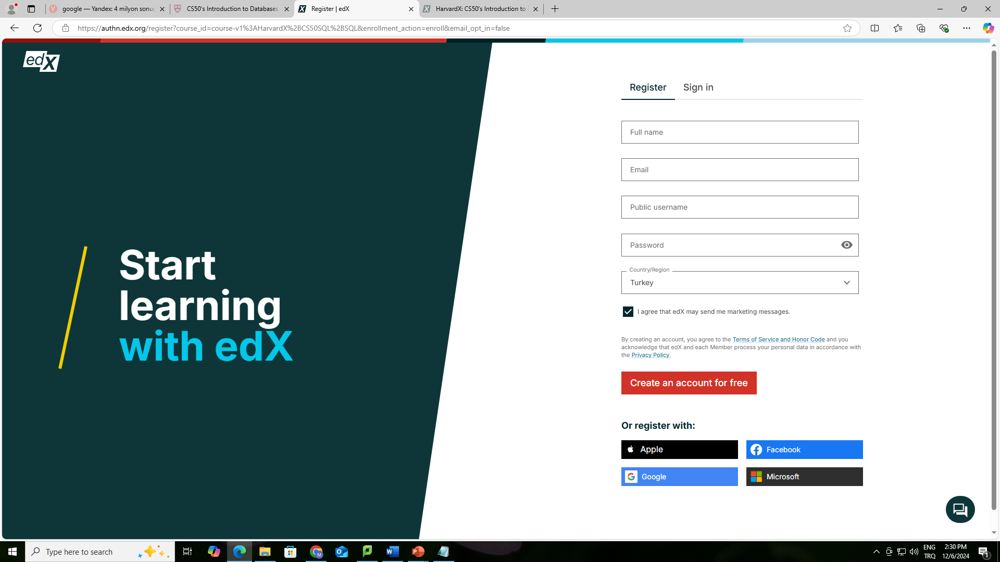 google — Yandex: 4 milyon sonuç
CS50's Introduction to Databases
Register | edX
HarvardX: CS50's Introduction to
https://authn.edx.org/register?course_id=course-v1%3AHarvardX%2BCS50SQL%2BSQL&enrollment_action=enroll&email_opt_in=false
edX
Register
Sign in
Full name
Email
Public username
Password
Country/Region
Turkey
I agree that edX may send me marketing messages.
By creating an account, you agree to the Terms of Service and Honor Code and you
acknowledge that edX and each Member process your personal data in accordance with
the Privacy Policy.
Create an account for free
Or register with:
Apple
Facebook
Google
Microsoft
Start
learning
with edX
Type here to search
ENG
TRQ
2:30 PM
12/6/2024
1